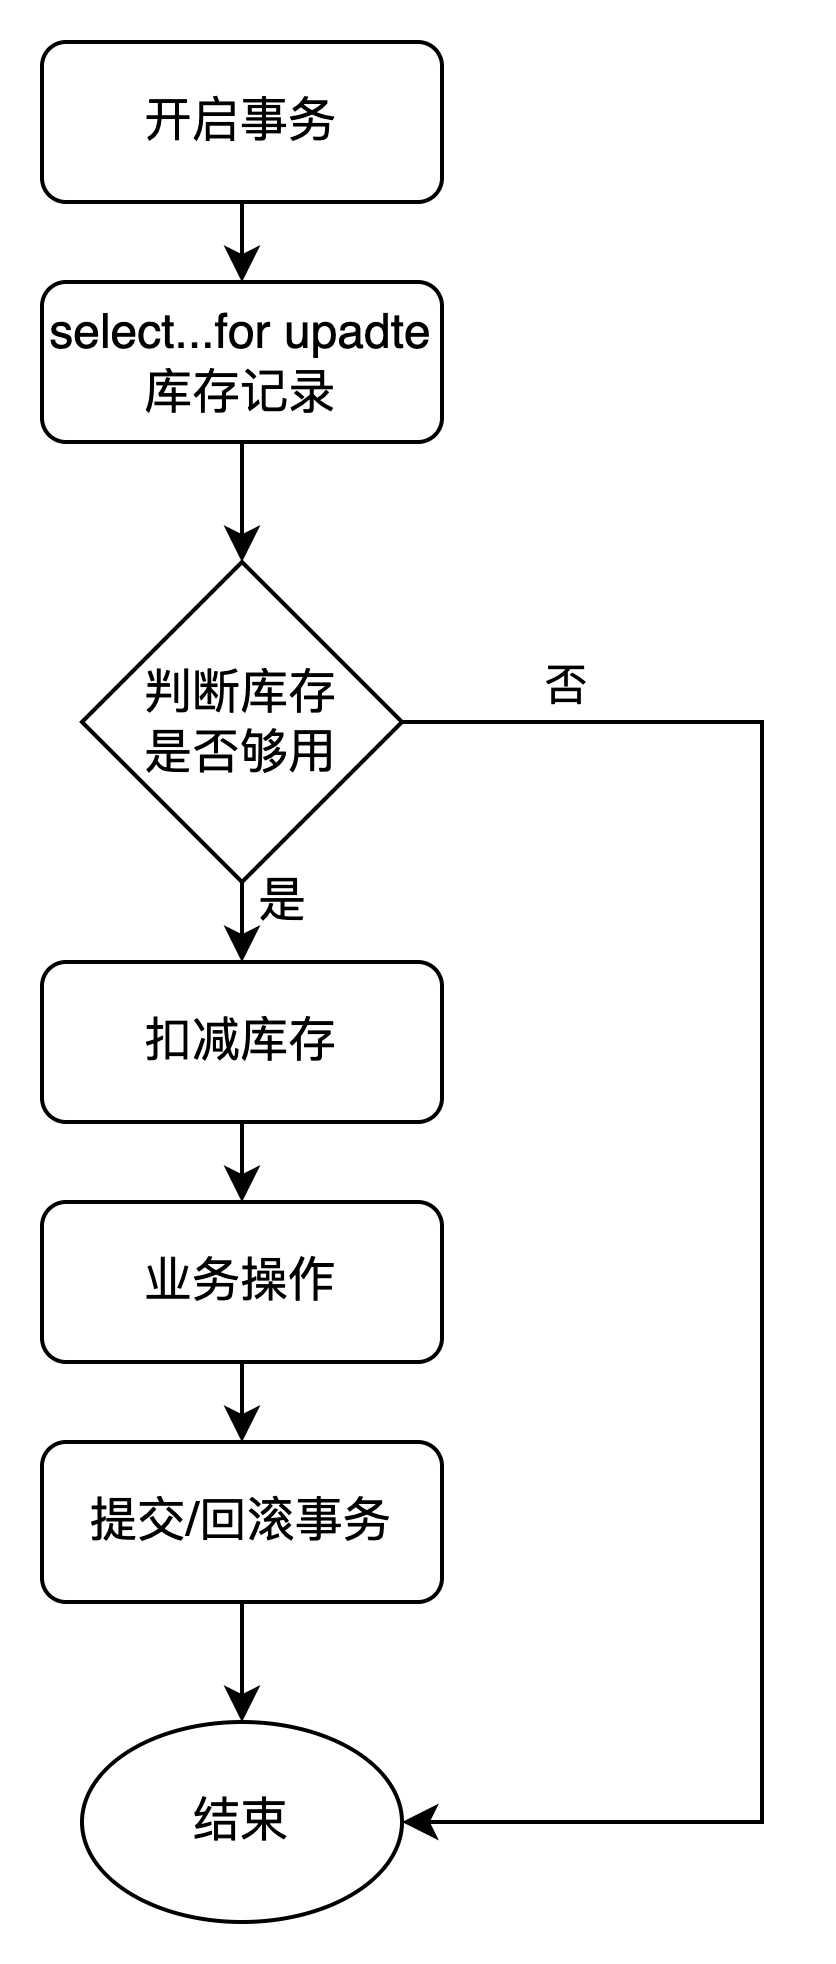 开启事务
select...for upadte
库存记录
判断库存
是否够用
否
是
扣减库存
业务操作
提交/回滚事务
结束